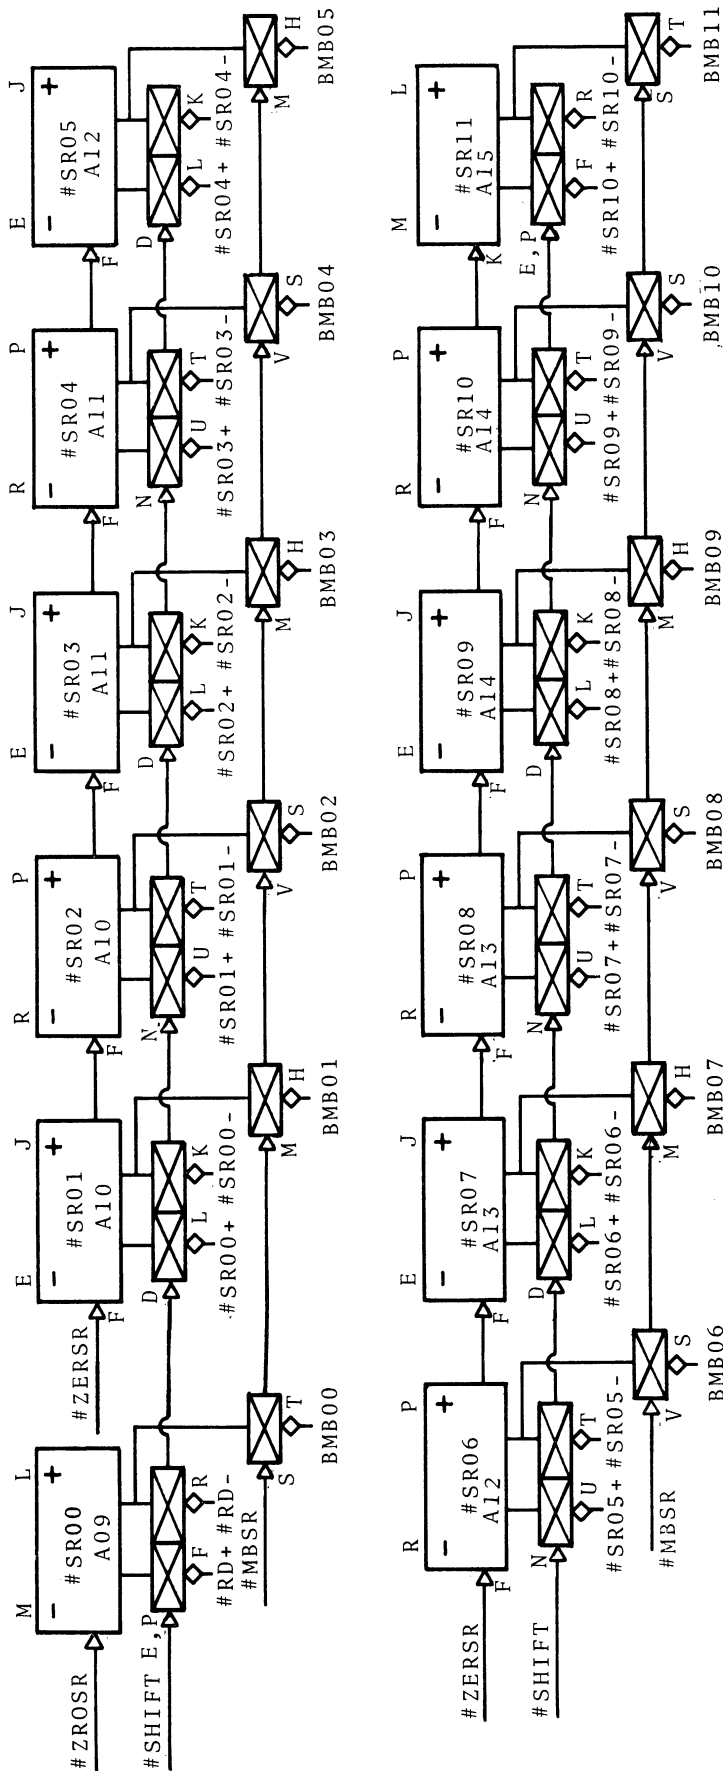 M L E J R P E J R P E J
− + − + − + − + − + − +
#SR00 #SR01 #SR02 #SR03 #SR04 #SR05
A09 A10 A10 A11 A11 A12
#ZROSR #ZERSR
F F F F F
#SHIFT E,P D N D N D
F R L K U T L K U T L K
#RD+ #RD- #SR00+ #SR00- #SR01+ #SR01- #SR02+ #SR02- #SR03+ #SR03- #SR04+ #SR04-
#MBSR
S T M H V S M H V S M H
BMB00 BMB01 BMB02 BMB03 BMB04 BMB05
R P E J R P E J R P M L
− + − + − + − + − + − +
#SR06 #SR07 #SR08 #SR09 #SR10 #SR11
A12 A13 A13 A14 A14 A15
#ZERSR
F F F F F K
#SHIFT N D N D N E,P
U T L K U T L K U T F R
#SR05+ #SR05- #SR06+ #SR06- #SR07+ #SR07- #SR08+ #SR08- #SR09+ #SR09- #SR10+ #SR10-
#MBSR
V S M H V S M H V S S T
BMB06 BMB07 BMB08 BMB09 BMB10 BMB11